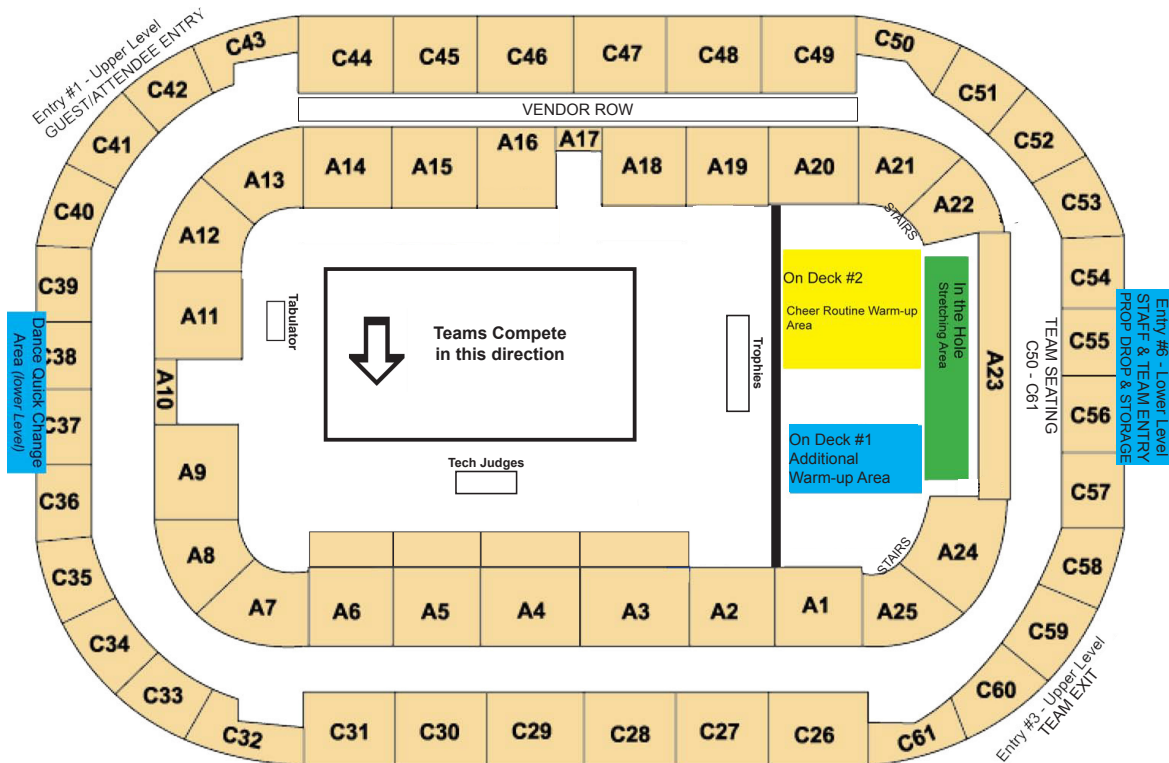 Entry #1 - Upper Level
GUEST/ATTENDEE ENTRY
C43
C44
C45
C46
C47
C48
C49
C50
C42
C51
C41
C52
C40
C53
VENDOR ROW
A13
A14
A15
A16
A17
A18
A19
A20
A21
A22
A12
STAIRS
C39
C38
C37
C36
Dance Quick Change
Area (lower Level)
A11
A10
A9
Tabulator
Teams Compete
in this direction
Trophies
On Deck #2
Cheer Routine Warm-up
Area
In the Hole
Stretching Area
A23
TEAM SEATING
C50 - C61
C54
C55
C56
C57
Entry #6 - Lower Level
STAFF & TEAM ENTRY
PROP DROP & STORAGE
On Deck #1
Additional
Warm-up Area
Tech Judges
A8
A7
A6
A5
A4
A3
A2
A1
A25
A24
STAIRS
C35
C58
C34
C59
C33
C60
C32
C31
C30
C29
C28
C27
C26
C61
Entry #3 - Upper Level
TEAM EXIT